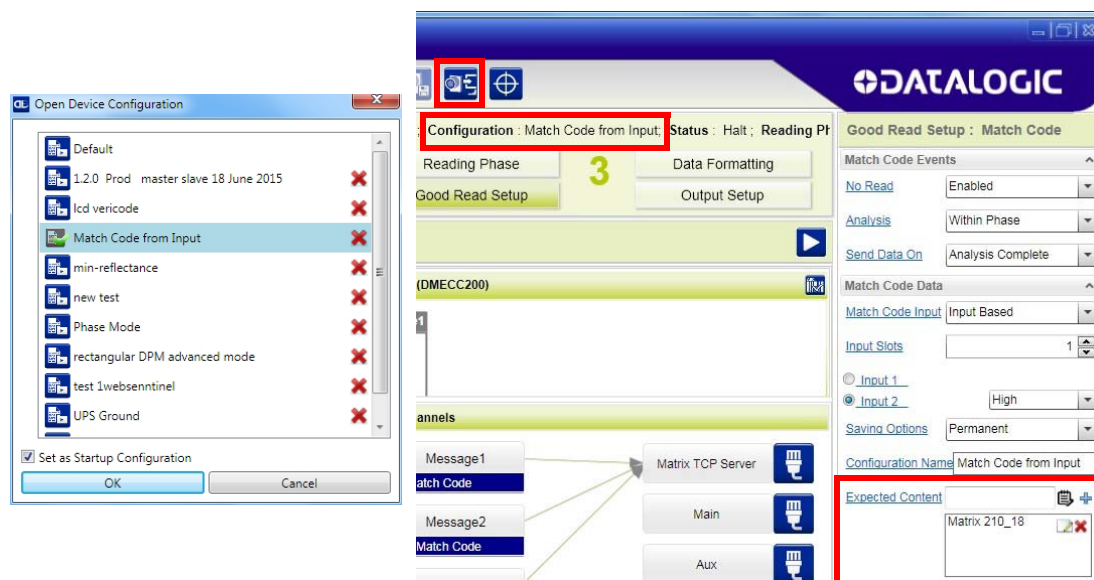 Open Device Configuration
Default
1.2.0 Prod master slave 18 June 2015
lcd vericode
Match Code from Input
min-reflectance
new test
Phase Mode
rectangular DPM advanced mode
test 1websenntinel
UPS Ground
Set as Startup Configuration
OK
Cancel
DATALOGIC
; Configuration : Match Code from Input; Status : Halt ; Reading Ph
Reading Phase
3
Data Formatting
Good Read Setup
Output Setup
(DMECC200)
1
annels
Message1
atch Code
Message2
Match Code
Matrix TCP Server
Main
Aux
Good Read Setup : Match Code
Match Code Events
No Read Enabled
Analysis Within Phase
Send Data On Analysis Complete
Match Code Data
Match Code Input Input Based
Input Slots 1
Input 1
Input 2 High
Saving Options Permanent
Configuration Name Match Code from Input
Expected Content
Matrix 210_18